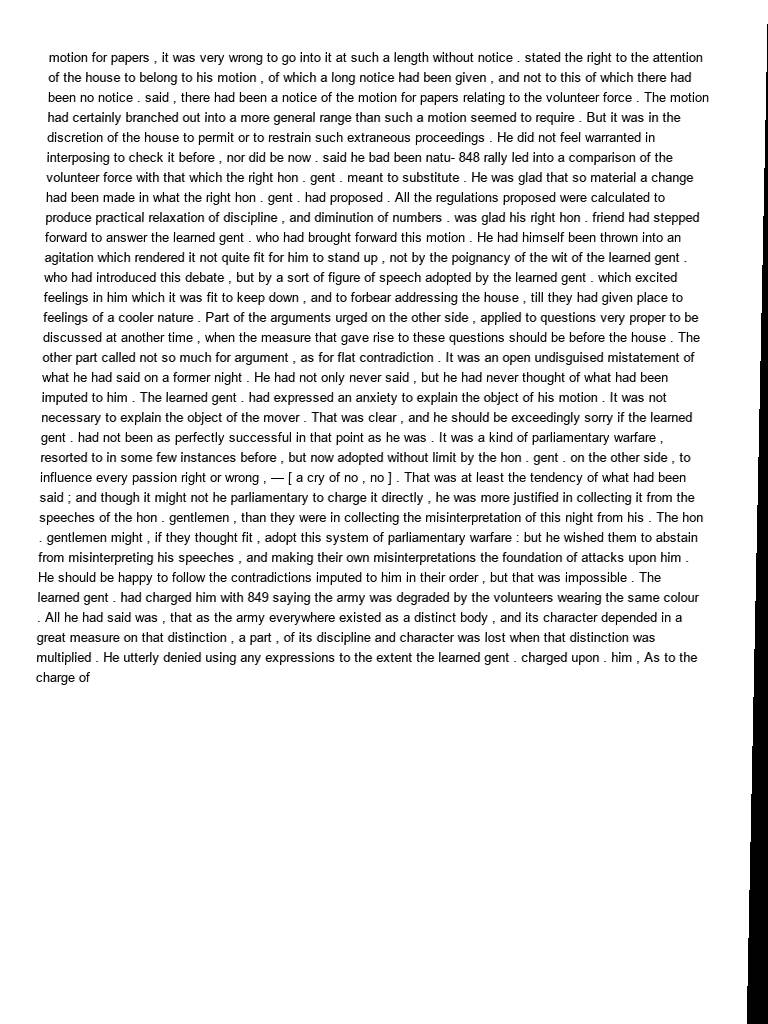 motion for papers , it was very wrong to go into it at such a length without notice . stated the right to the attention
of the house to belong to his motion , of which a long notice had been given , and not to this of which there had
been no notice . said , there had been a notice of the motion for papers relating to the volunteer force . The motion
had certainly branched out into a more general range than such a motion seemed to require . But it was in the
discretion of the house to permit or to restrain such extraneous proceedings . He did not feel warranted in
interposing to check it before , nor did be now . said he bad been natu- 848 rally led into a comparison of the
volunteer force with that which the right hon . gent . meant to substitute . He was glad that so material a change
had been made in what the right hon . gent . had proposed . All the regulations proposed were calculated to
produce practical relaxation of discipline , and diminution of numbers . was glad his right hon . friend had stepped
forward to answer the learned gent . who had brought forward this motion . He had himself been thrown into an
agitation which rendered it not quite fit for him to stand up , not by the poignancy of the wit of the learned gent .
who had introduced this debate , but by a sort of figure of speech adopted by the learned gent . which excited
feelings in him which it was fit to keep down , and to forbear addressing the house , till they had given place to
feelings of a cooler nature . Part of the arguments urged on the other side , applied to questions very proper to be
discussed at another time , when the measure that gave rise to these questions should be before the house . The
other part called not so much for argument , as for flat contradiction . It was an open undisguised mistatement of
what he had said on a former night . He had not only never said , but he had never thought of what had been
imputed to him . The learned gent . had expressed an anxiety to explain the object of his motion . It was not
necessary to explain the object of the mover . That was clear , and he should be exceedingly sorry if the learned
gent . had not been as perfectly successful in that point as he was . It was a kind of parliamentary warfare ,
resorted to in some few instances before , but now adopted without limit by the hon . gent . on the other side , to
influence every passion right or wrong , — [ a cry of no , no ] . That was at least the tendency of what had been
said ; and though it might not he parliamentary to charge it directly , he was more justified in collecting it from the
speeches of the hon . gentlemen , than they were in collecting the misinterpretation of this night from his . The hon
. gentlemen might , if they thought fit , adopt this system of parliamentary warfare : but he wished them to abstain
from misinterpreting his speeches , and making their own misinterpretations the foundation of attacks upon him .
He should be happy to follow the contradictions imputed to him in their order , but that was impossible . The
learned gent . had charged him with 849 saying the army was degraded by the volunteers wearing the same colour
. All he had said was , that as the army everywhere existed as a distinct body , and its character depended in a
great measure on that distinction , a part , of its discipline and character was lost when that distinction was
multiplied . He utterly denied using any expressions to the extent the learned gent . charged upon . him , As to the
charge of